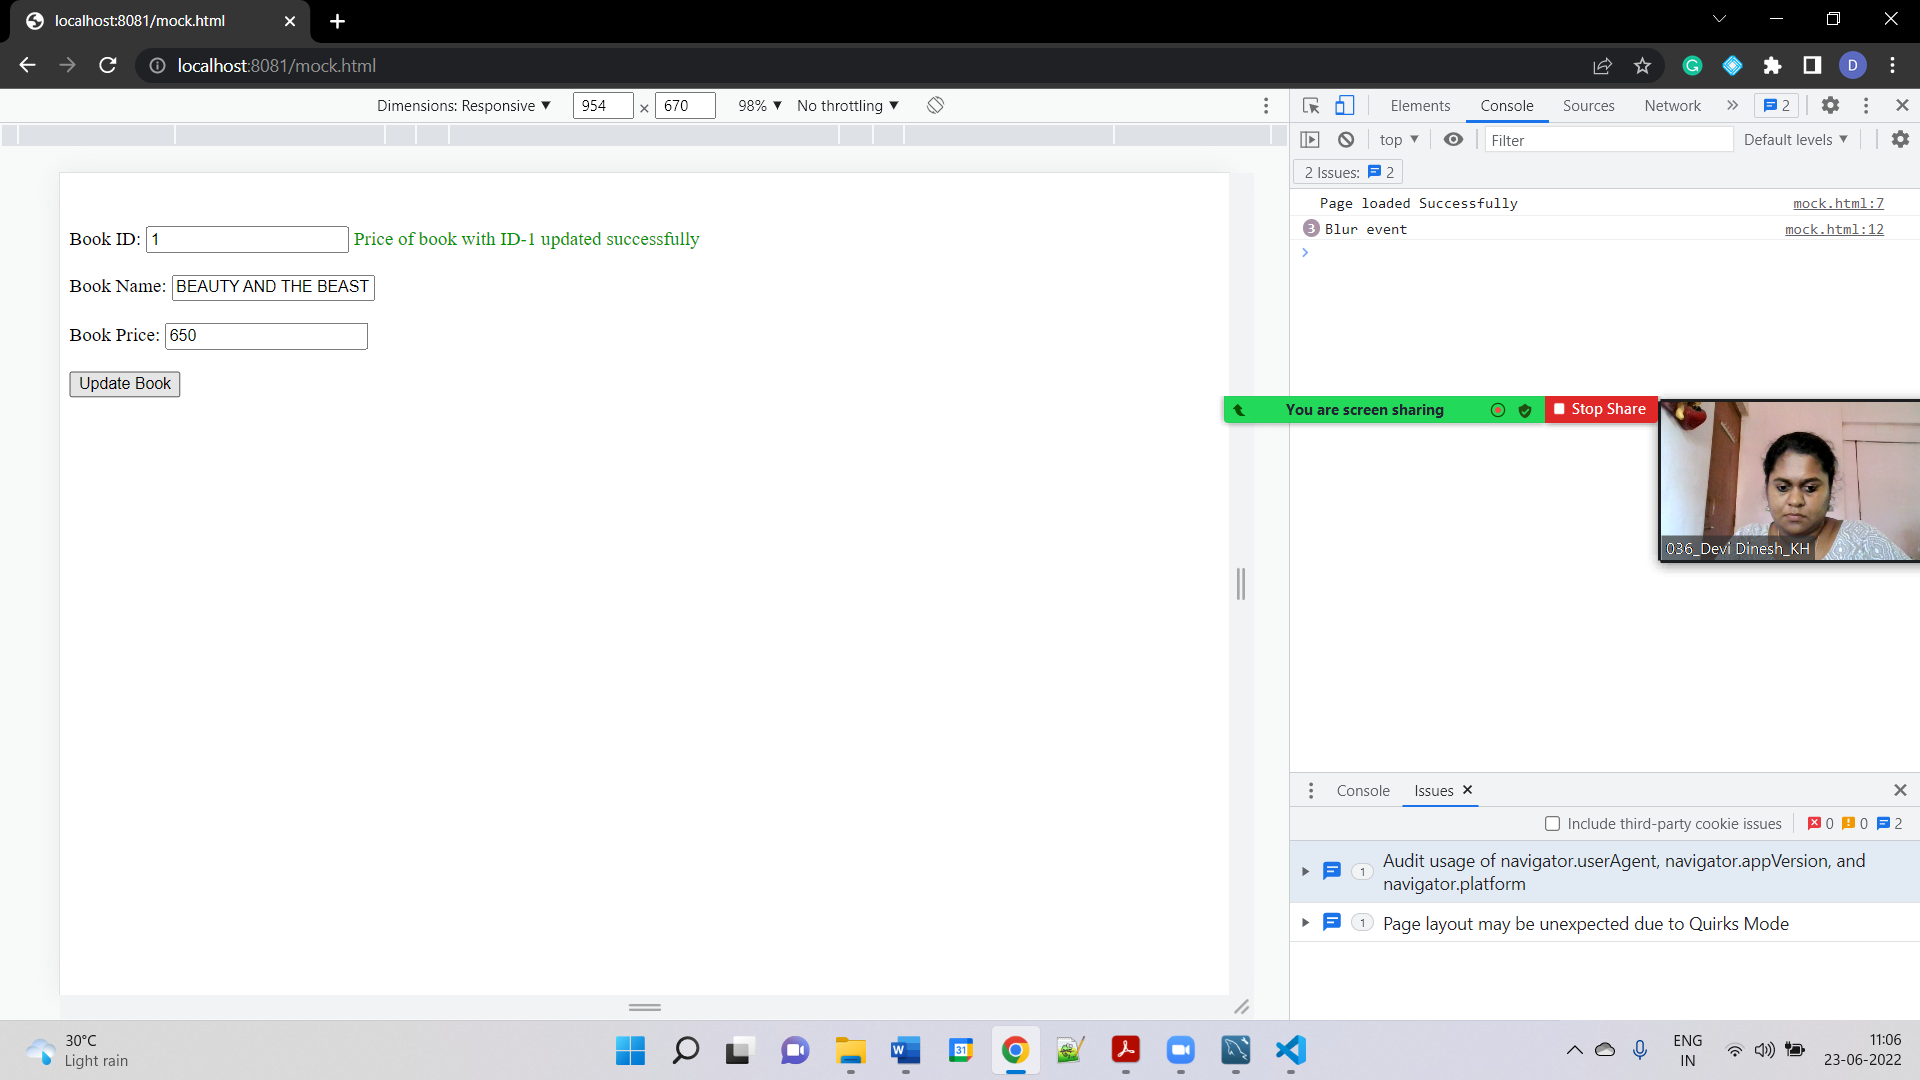 localhost:8081/mock.html
localhost:8081/mock.html
Dimensions: Responsive 954 × 670 98% No throttling
Elements Console Sources Network 2
top Filter Default levels
2 Issues: 2
Page loaded Successfully mock.html:7
3 Blur event mock.html:12
Book ID: 1 Price of book with ID-1 updated successfully
Book Name: BEAUTY AND THE BEAST
Book Price: 650
Update Book
You are screen sharing Stop Share
036_Devi Dinesh_KH
Console Issues
Include third-party cookie issues 0 0 2
1 Audit usage of navigator.userAgent, navigator.appVersion, and
navigator.platform
1 Page layout may be unexpected due to Quirks Mode
30°C
Light rain
31
ENG
IN
11:06
23-06-2022